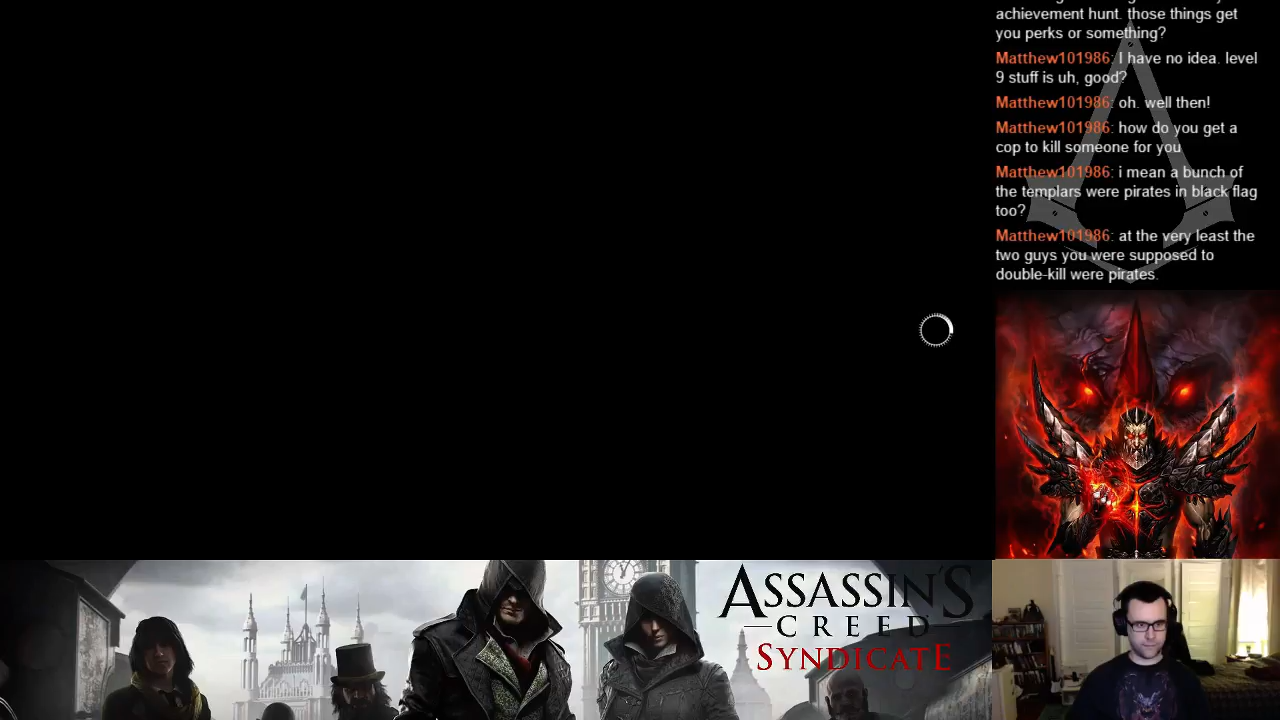 achievement hunt. those things get
you perks or something?
Matthew101986: I have no idea. level
9 stuff is uh, good?
Matthew101986: oh. well then!
Matthew101986: how do you get a
cop to kill someone for you
Matthew101986: i mean a bunch of
the templars were pirates in black flag
too?
Matthew101986: at the very least the
two guys you were supposed to
double-kill were pirates.
ASSASSIN'S
CREED
SYNDICATE